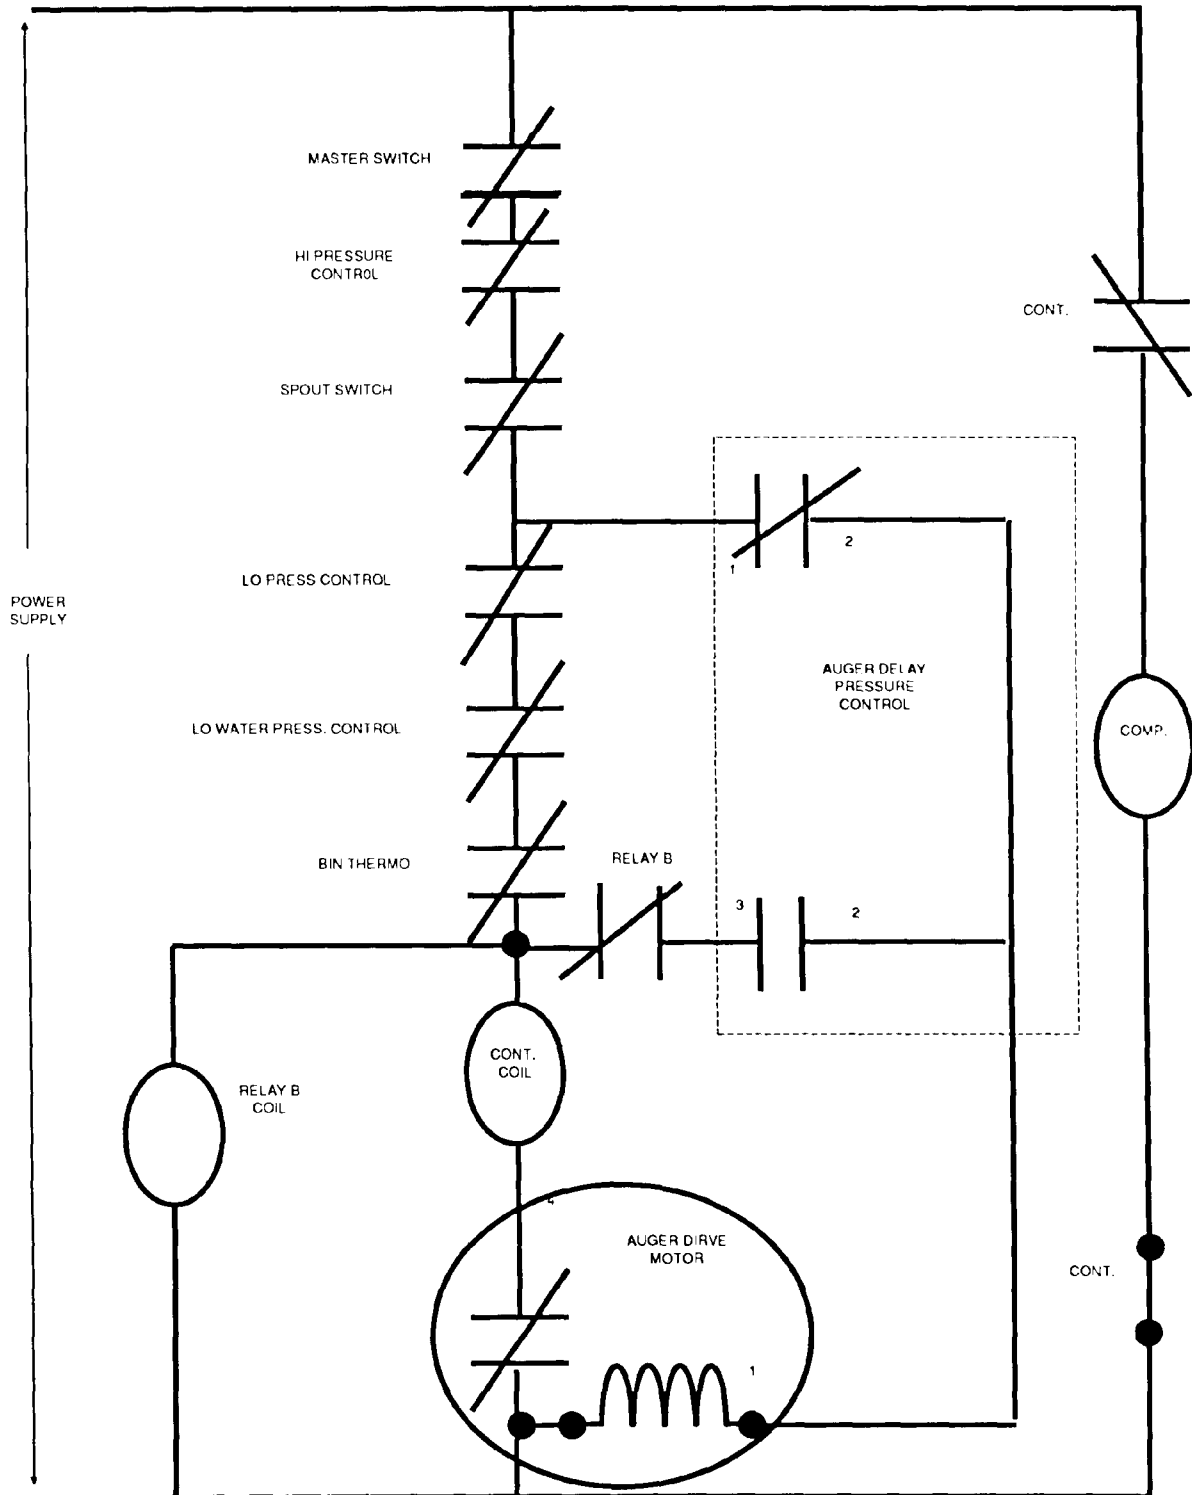 MASTER SWITCH
HI PRESSURE
CONTROL
CONT.
SPOUT SWITCH
1
2
LO PRESS CONTROL
POWER
SUPPLY
AUGER DELAY
PRESSURE
CONTROL
LO WATER PRESS. CONTROL
COMP.
BIN THERMO
RELAY B
3
2
CONT.
COIL
RELAY B
COIL
4
AUGER DIRVE
MOTOR
CONT.
1